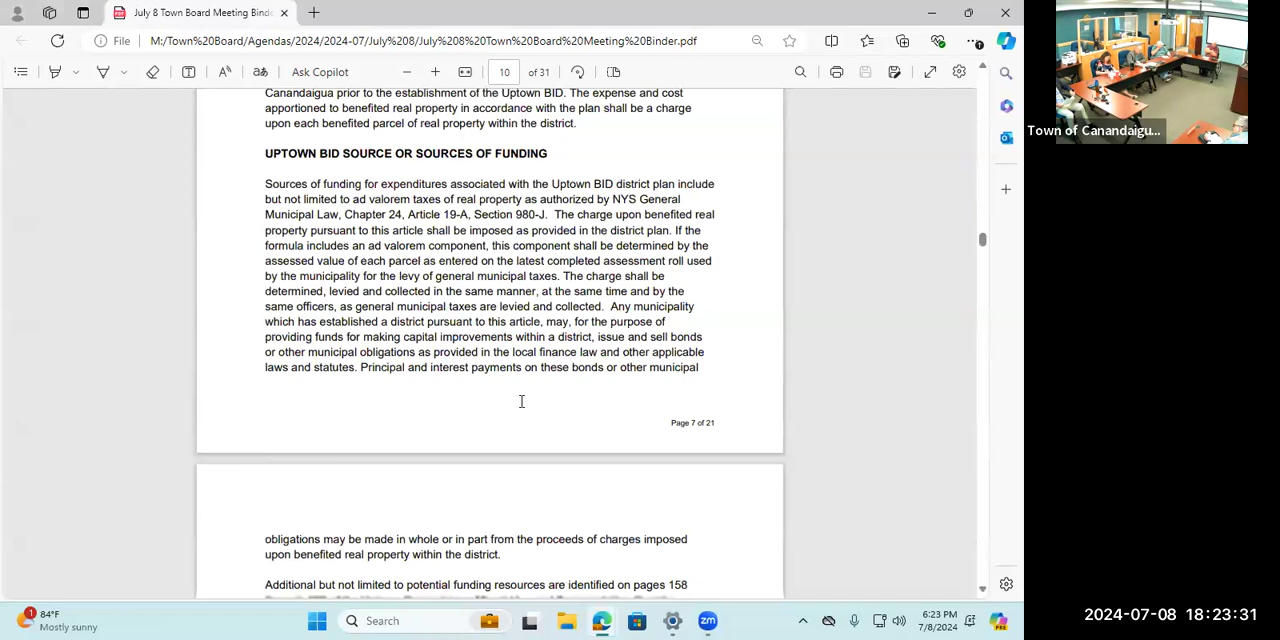 July 8 Town Board Meeting Binde
File
M:/Town%20Board/Agendas/2024/2024-07/July%208/July%208%20Town%20Board%20Meeting%20Binder.pdf
Ask Copilot
10 of 31
Canandaigua prior to the establishment of the Uptown BID. The expense and cost
apportioned to benefited real property in accordance with the plan shall be a charge
upon each benefited parcel of real property within the district.
UPTOWN BID SOURCE OR SOURCES OF FUNDING
Sources of funding for expenditures associated with the Uptown BID district plan include
but not limited to ad valorem taxes of real property as authorized by NYS General
Municipal Law, Chapter 24, Article 19-A, Section 980-J. The charge upon benefited real
property pursuant to this article shall be imposed as provided in the district plan. If the
formula includes an ad valorem component, this component shall be determined by the
assessed value of each parcel as entered on the latest completed assessment roll used
by the municipality for the levy of general municipal taxes. The charge shall be
determined, levied and collected in the same manner, at the same time and by the
same officers, as general municipal taxes are levied and collected. Any municipality
which has established a district pursuant to this article, may, for the purpose of
providing funds for making capital improvements within a district, issue and sell bonds
or other municipal obligations as provided in the local finance law and other applicable
laws and statutes. Principal and interest payments on these bonds or other municipal
Page 7 of 21
obligations may be made in whole or in part from the proceeds of charges imposed
upon benefited real property within the district.
Additional but not limited to potential funding resources are identified on pages 158
Town of Canandaigu...
1
84°F
Mostly sunny
Search
zm
6:23 PM
7/8/2024
PRE
2024-07-08 18:23:31